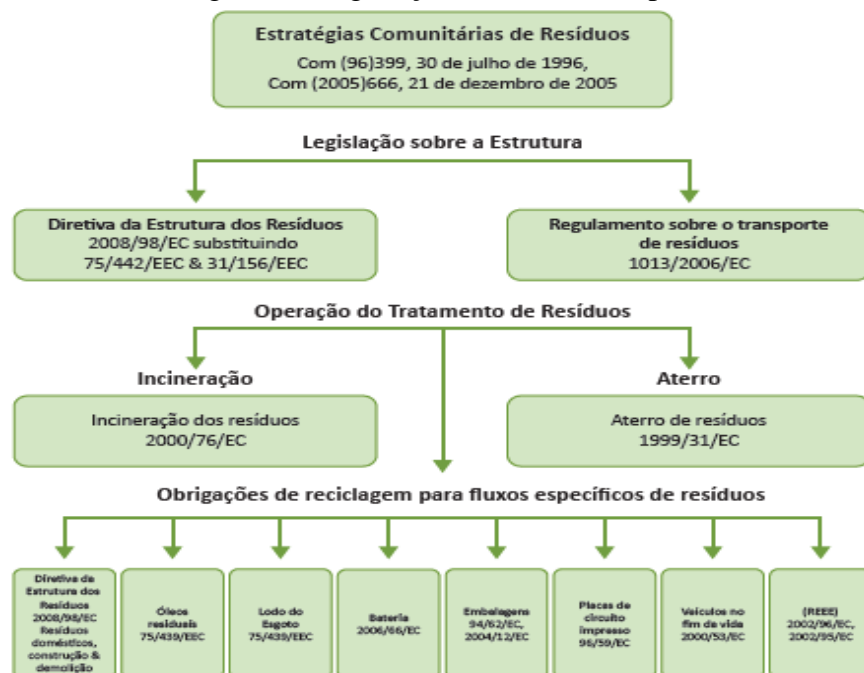 Estratégias Comunitárias de Resíduos
Com (96)399, 30 de julho de 1996,
Com (2005)666, 21 de dezembro de 2005
Legislação sobre a Estrutura
Diretiva da Estrutura dos Resíduos
2008/98/EC substituindo
75/442/EEC & 31/156/EEC
Regulamento sobre o transporte
de resíduos
1013/2006/EC
Operação do Tratamento de Resíduos
Incineração
Aterro
Incineração dos resíduos
2000/76/EC
Aterro de resíduos
1999/31/EC
Obrigações de reciclagem para fluxos específicos de resíduos
Diretiva da
Estrutura dos
Resíduos
2008/98/EC
Resíduos
domésticos,
construção &
demolição
Óleos
residuais
75/439/EEC
Lodo do
Esgoto
75/439/EEC
Bateria
2006/66/EC
Embalagens
94/62/EC,
2004/12/EC
Placas de
circuito
impresso
96/59/EC
Veículos no
fim de vida
2000/53/EC
(REEE)
2002/96/EC,
2002/95/EC